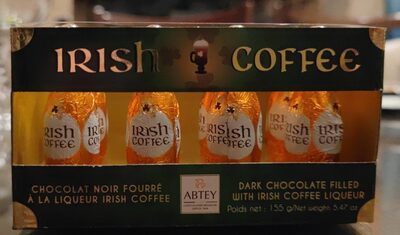 IRISH COFFEE
IRISH
COFFEE
IRISH
COFFEE
IRISH
COFFEE
IRISH
COFFEE
CHOCOLAT NOIR FOURRÉ
À LA LIQUEUR IRISH COFFEE
ABTEY
DARK CHOCOLATE FILLED
WITH IRISH COFFEE LIQUEUR
Poids net : 155 g/Net weight: 5.47 oz